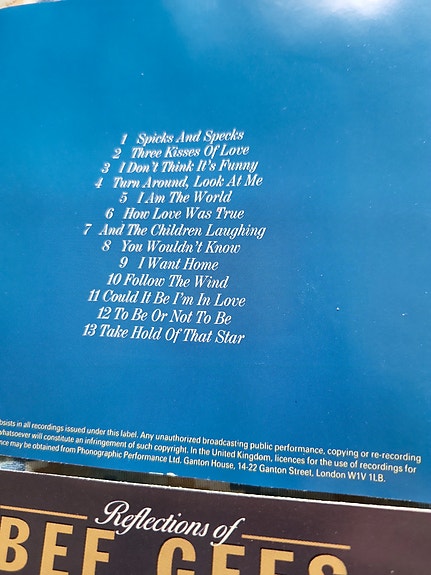 1 Spicks And Specks
2 Three Kisses Of Love
3 I Don't Think It's Funny
4 Turn Around, Look At Me
5 I Am The World
6 How Love Was True
7 And The Children Laughing
8 You Wouldn't Know
9 I Want Home
10 Follow The Wind
11 Could It Be I'm In Love
12 To Be Or Not To Be
13 Take Hold Of That Star
in all recordings issued under this label. Any unauthorized broadcasting public performance, copying or re-recording
whatsoever will constitute an infringement of such copyright. In the United Kingdom, licences for the use of recordings for
may be obtained from Phonographic Performance Ltd. Ganton House, 14-22 Ganton Street, London W1V 1LB.
Reflections of
BEE GEES